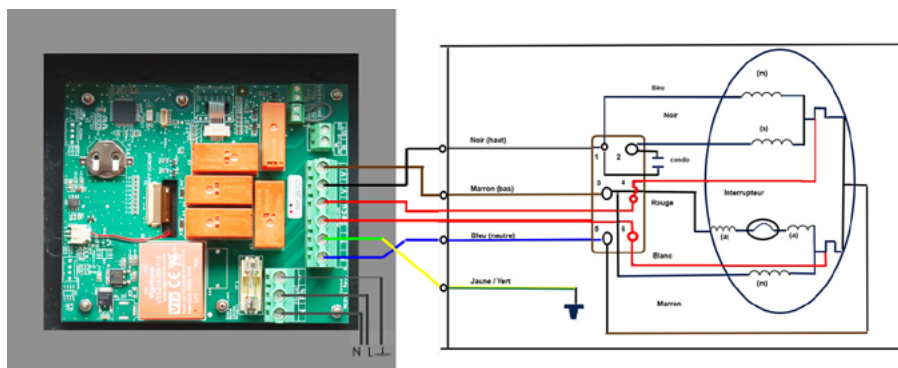 Bleu
(m)
Noir
Noir (haut)
(a)
1
2
condo
Marron (bas)
3
4
Interrupteur
Rouge
Bleu (neutre)
5
6
(a)
(a)
Blanc
(m)
Jaune / Vert
Marron
N L